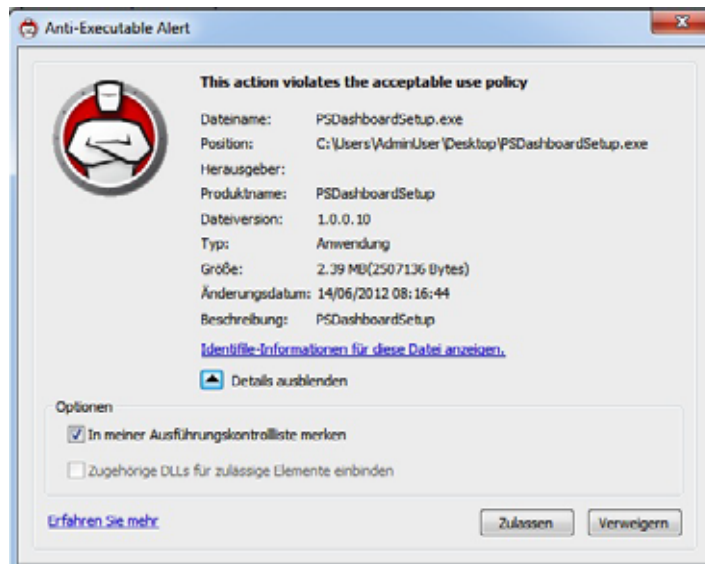 Anti-Executable Alert
This action violates the acceptable use policy
Dateiname: PSDashboardSetup.exe
Position: C:\Users\AdminUser\Desktop\PSDashboardSetup.exe
Herausgeber:
Produktname: PSDashboardSetup
Dateiversion: 1.0.0.10
Typ: Anwendung
Größe: 2.39 MB(2507136 Bytes)
Änderungsdatum: 14/06/2012 08:16:44
Beschreibung: PSDashboardSetup
Identifile-Informationen für diese Datei anzeigen.
Details ausblenden
Optionen
In meiner Ausführungskontrolliste merken
Zugehörige DLLs für zulässige Elemente einbinden
Erfahren Sie mehr Zulassen Verweigern